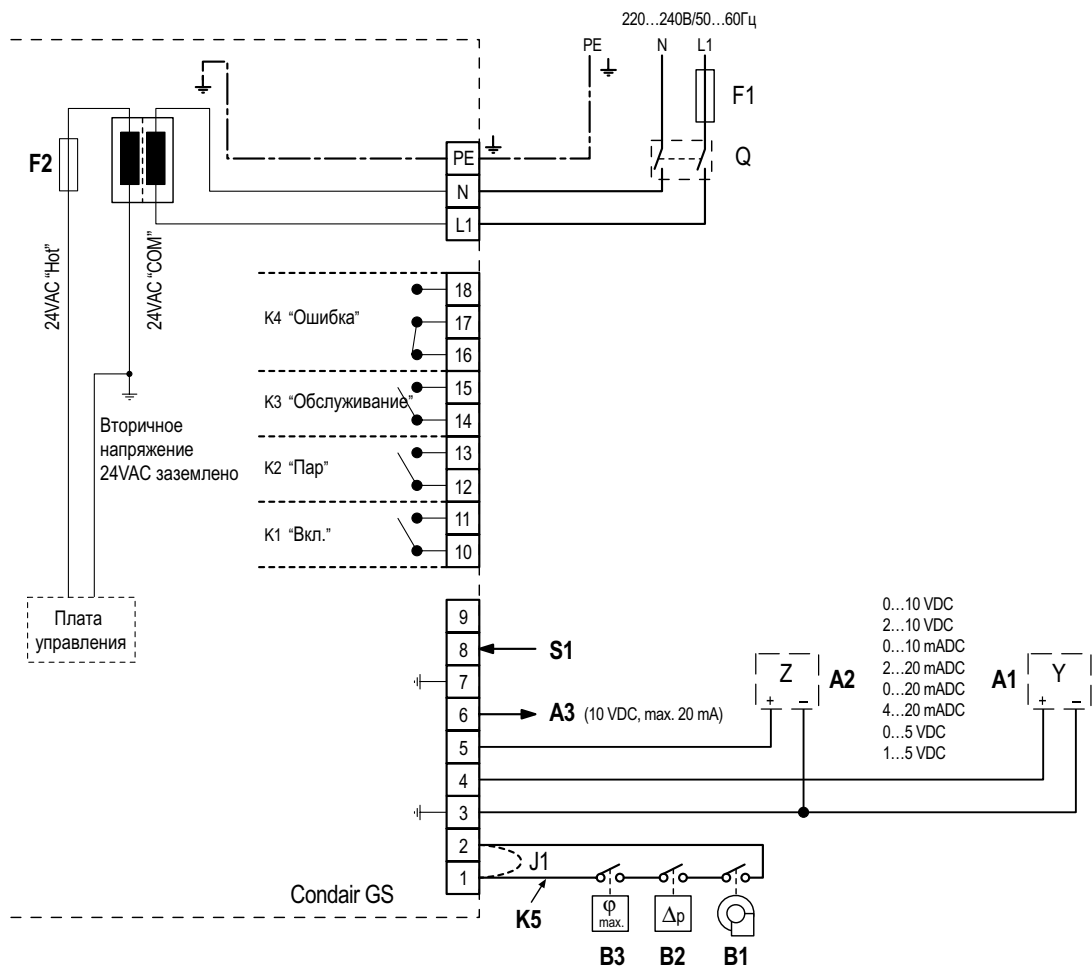 220...240В/50...60Гц
PE N L1
F1
Q
F2
PE
N
L1
24VAC "Hot"
24VAC "COM"
18
K4 “Ошибка”
17
16
15
K3 “Обслуживание”
14
Вторичное
напряжение
24VAC заземлено
13
K2 “Пар”
12
11
K1 “Вкл.”
10
Плата
управления
9
8
S1
7
6
A3 (10 VDC, max. 20 mA)
5
4
3
2
1
J1
Z
+ –
A2
0...10 VDC
2...10 VDC
0...10 mADC
2...20 mADC
0...20 mADC
4...20 mADC
0...5 VDC
1...5 VDC
A1
Y
+ –
Condair GS
K5
φ
max.
Δp
B3 B2 B1